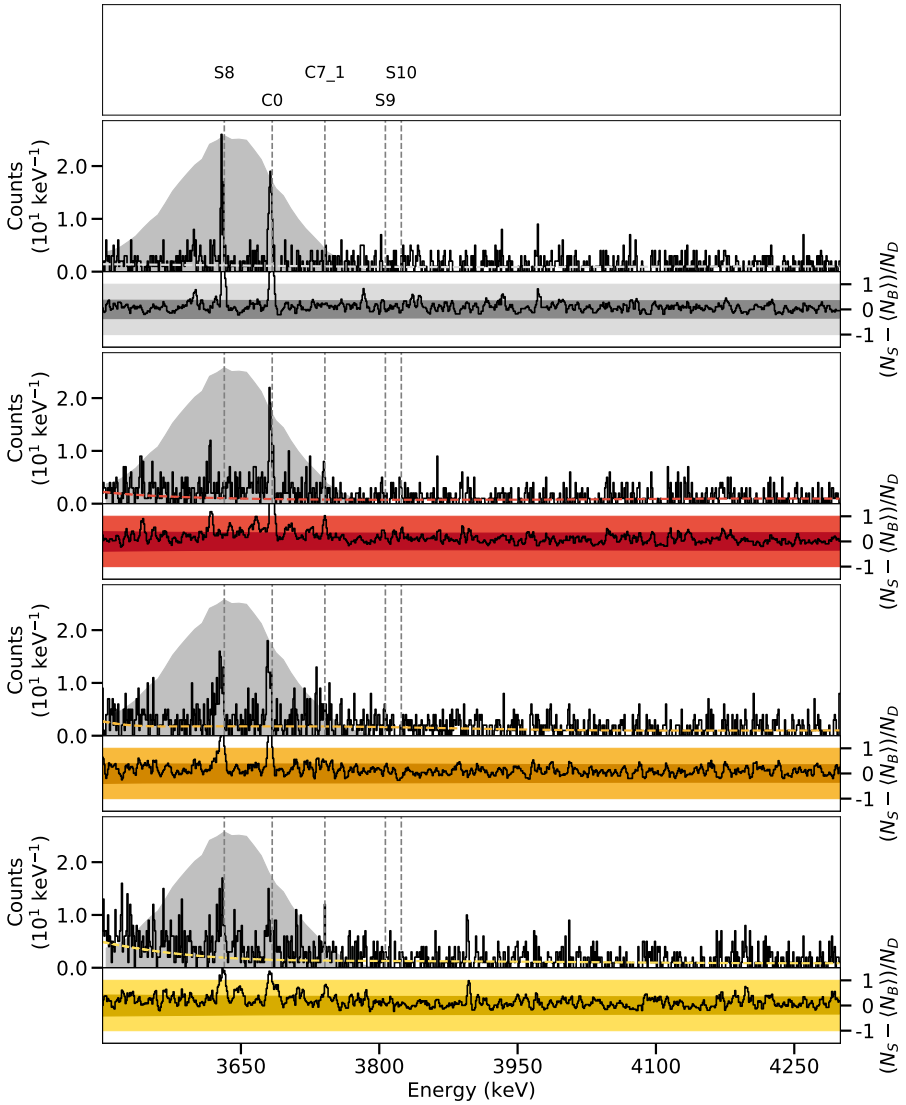 S8 C7_1 S10
C0 S9
Counts
(10¹ keV⁻¹)
2.0
1.0
0.0
1
0
-1
(N_S − ⟨N_B⟩)/N_D
Counts
(10¹ keV⁻¹)
2.0
1.0
0.0
1
0
-1
(N_S − ⟨N_B⟩)/N_D
Counts
(10¹ keV⁻¹)
2.0
1.0
0.0
1
0
-1
(N_S − ⟨N_B⟩)/N_D
Counts
(10¹ keV⁻¹)
2.0
1.0
0.0
1
0
-1
(N_S − ⟨N_B⟩)/N_D
3650 3800 3950 4100 4250
Energy (keV)